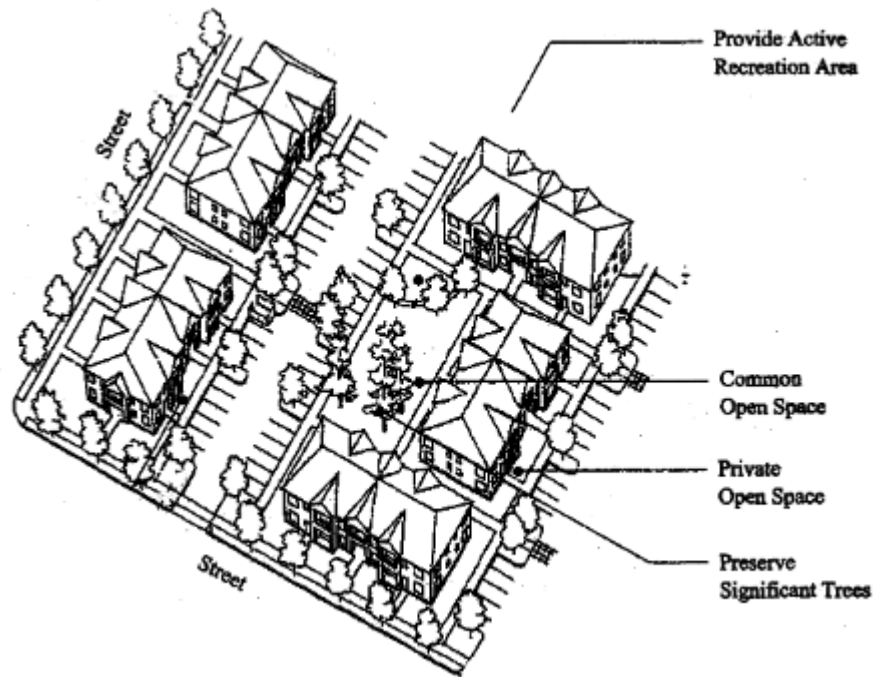 Provide Active
Recreation Area
Street
Common
Open Space
Private
Open Space
Preserve
Significant Trees
Street